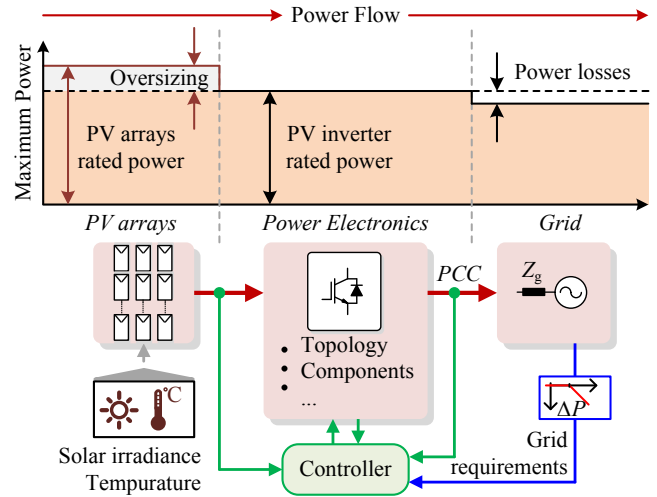 Power Flow
Maximum Power
Oversizing
Power losses
PV arrays
rated power
PV inverter
rated power
PV arrays
Power Electronics
Grid
PCC
Zg
• Topology
• Components
• ...
°C
ΔP
Solar irradiance
Tempurature
Controller
Grid
requirements